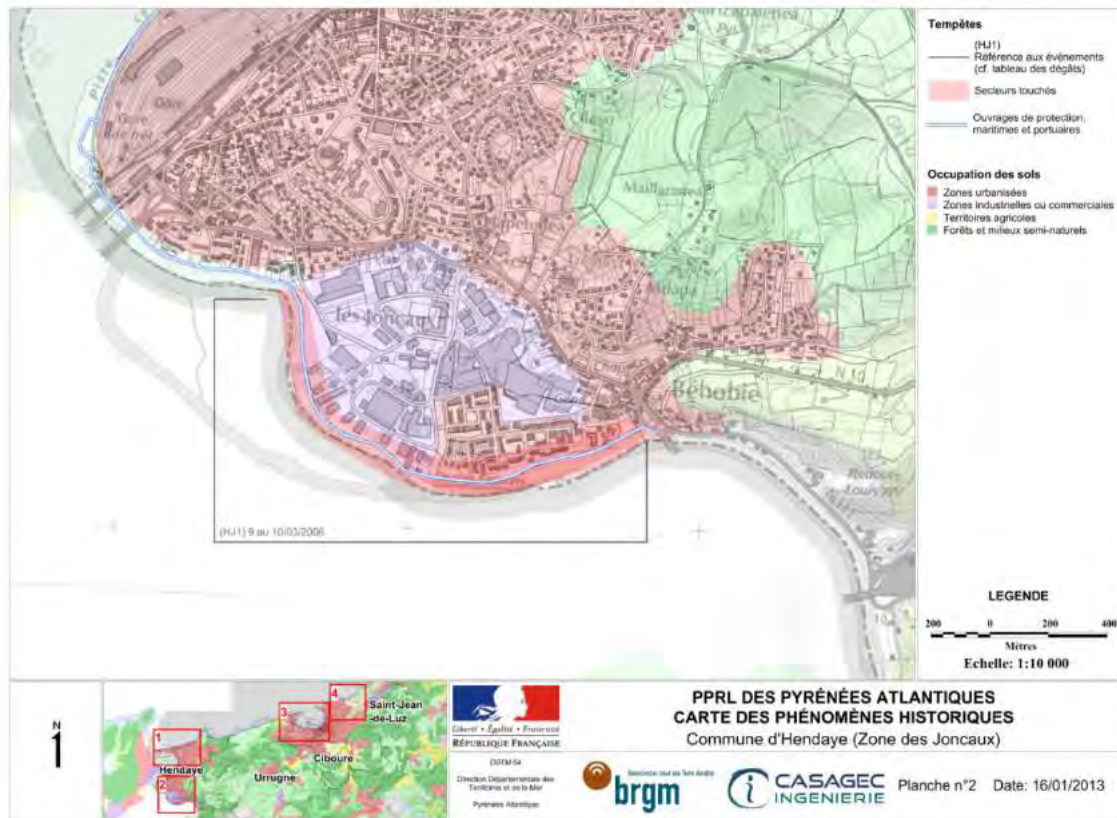 Gare
les Joncaux
Béhobie
N 10
(HJ1) 9 au 10/03/2006
Tempêtes
(HJ1)
Référence aux événements
(cf. tableau des dégâts)
Secteurs touchés
Ouvrages de protection,
maritimes et portuaires
Occupation des sols
Zones urbanisées
Zones industrielles ou commerciales
Territoires agricoles
Forêts et milieux semi-naturels
LEGENDE
200 0 200 400
Mètres
Echelle: 1:10 000
N
1
2
3
4
Hendaye
Urrugne
Ciboure
Saint-Jean
-de-Luz
Liberté • Égalité • Fraternité
RÉPUBLIQUE FRANÇAISE
DDTM 64
Direction Départementale des
Territoires et de la Mer
Pyrénées Atlantique
PPRL DES PYRÉNÉES ATLANTIQUES
CARTE DES PHÉNOMÈNES HISTORIQUES
Commune d'Hendaye (Zone des Joncaux)
brgm
CASAGEC
INGENIERIE
Planche n°2 Date: 16/01/2013